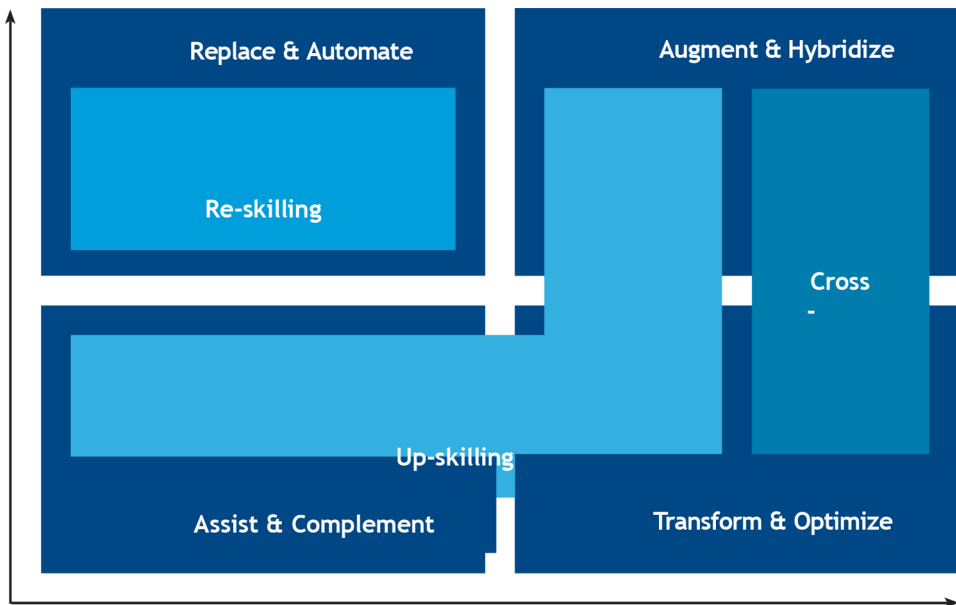 Replace & Automate
Augment & Hybridize
Re-skilling
Cross
-
Up-skilling
Assist & Complement
Transform & Optimize